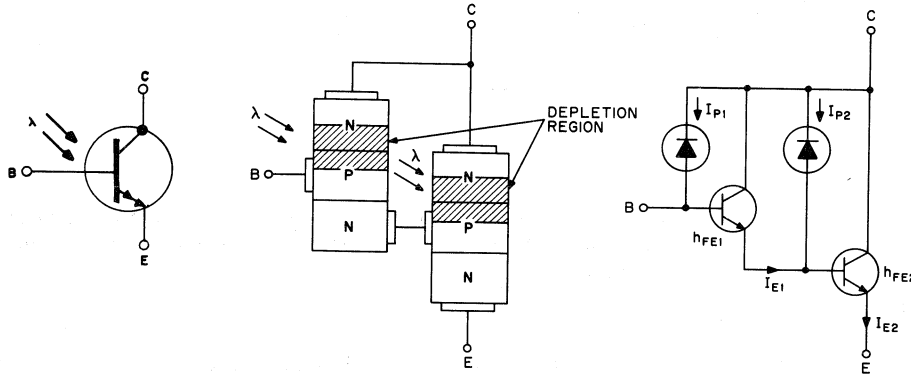 C
λ
B
E
C
λ
N
DEPLETION
REGION
λ
B
P
N
N
P
N
E
C
I_P1
I_P2
B
h_FE1
I_E1
h_FE2
I_E2
E